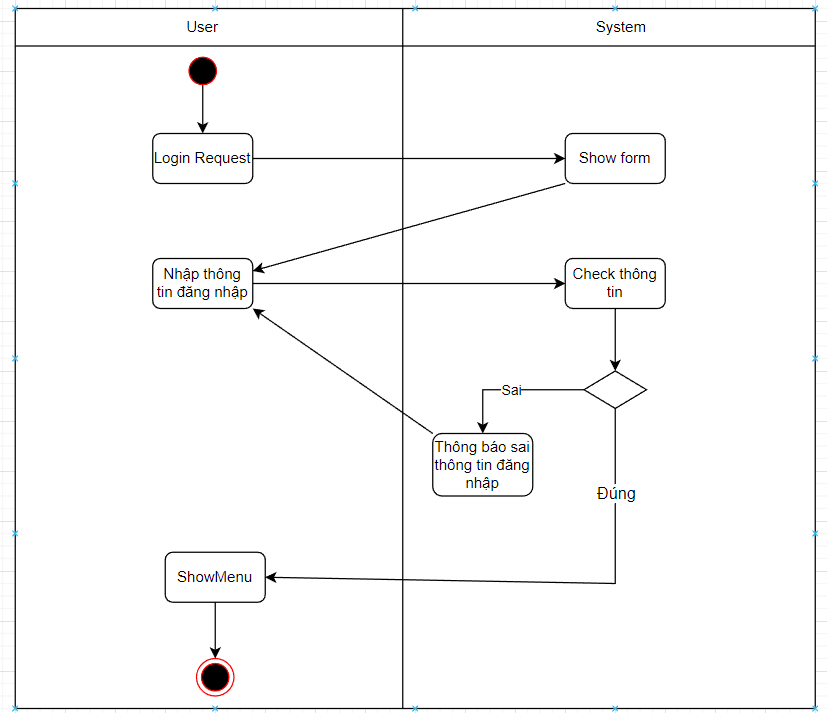 User
System
Login Request
Show form
Nhập thông
tin đăng nhập
Check thông
tin
Sai
Thông báo sai
thông tin đăng
nhập
Đúng
ShowMenu